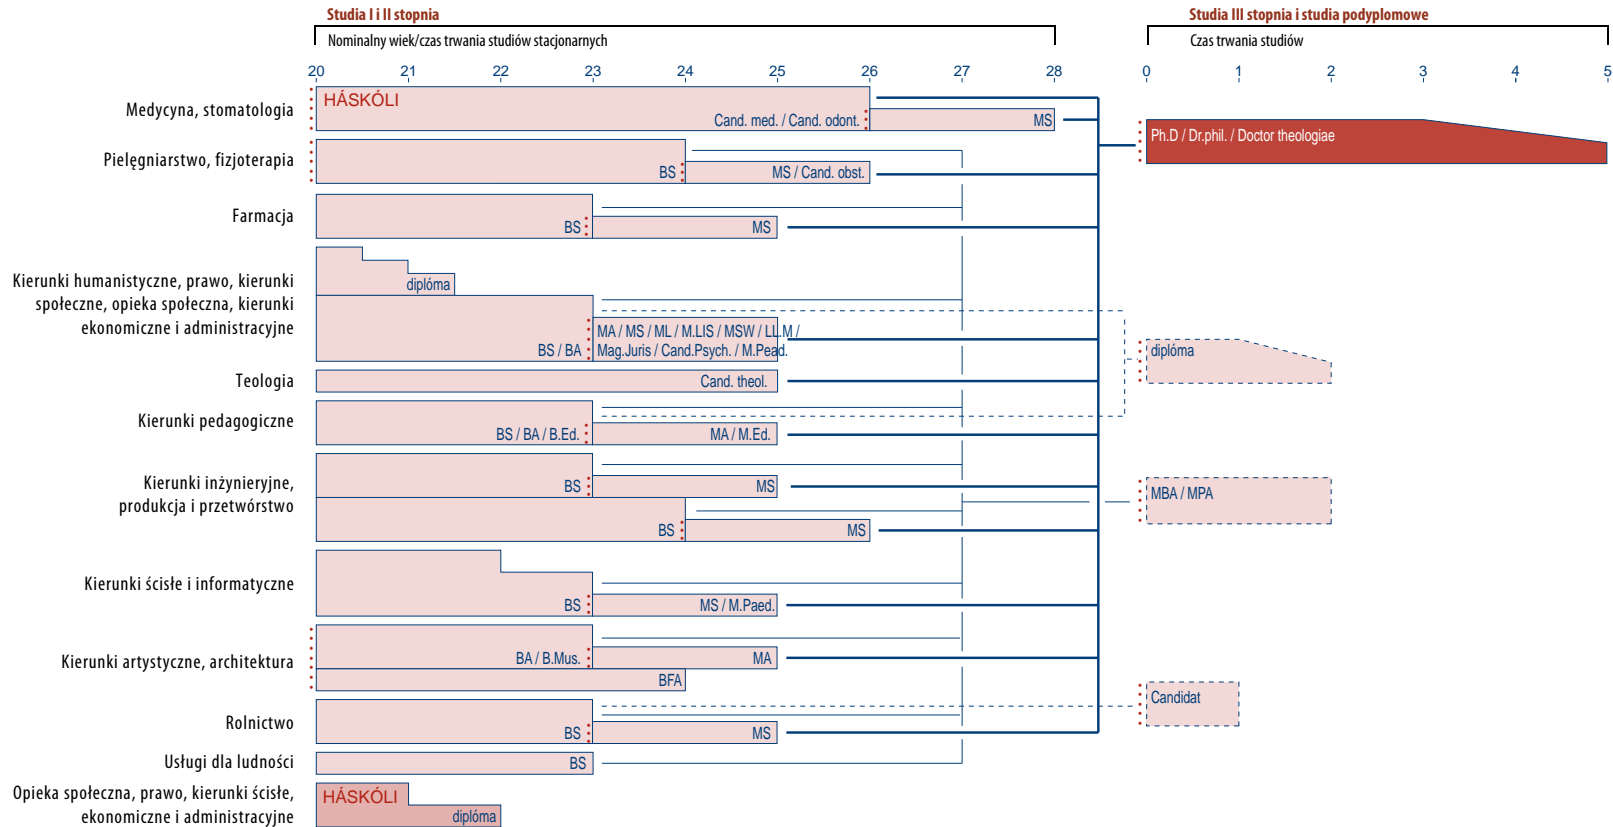 Studia I i II stopnia
Nominalny wiek/czas trwania studiów stacjonarnych
20 21 22 23 24 25 26 27 28
Studia III stopnia i studia podyplomowe
Czas trwania studiów
0 1 2 3 4 5
Medycyna, stomatologia
HÁSKÓLI
Cand. med. / Cand. odont.
MS
Ph.D / Dr.phil. / Doctor theologiae
Pielęgniarstwo, fizjoterapia
BS
MS / Cand. obst.
Farmacja
BS
MS
Kierunki humanistyczne, prawo, kierunki
społeczne, opieka społeczna, kierunki
ekonomiczne i administracyjne
diplóma
BS / BA
MA / MS / ML / M.LIS / MSW / LL.M /
Mag.Juris / Cand.Psych. / M.Pead.
diplóma
Teologia
Cand. theol.
Kierunki pedagogiczne
BS / BA / B.Ed.
MA / M.Ed.
Kierunki inżynieryjne,
produkcja i przetwórstwo
BS
MS
BS
MS
MBA / MPA
Kierunki ścisłe i informatyczne
BS
MS / M.Paed.
Kierunki artystyczne, architektura
BA / B.Mus.
MA
BFA
Candidat
Rolnictwo
BS
MS
Usługi dla ludności
BS
Opieka społeczna, prawo, kierunki ścisłe,
ekonomiczne i administracyjne
HÁSKÓLI
diplóma